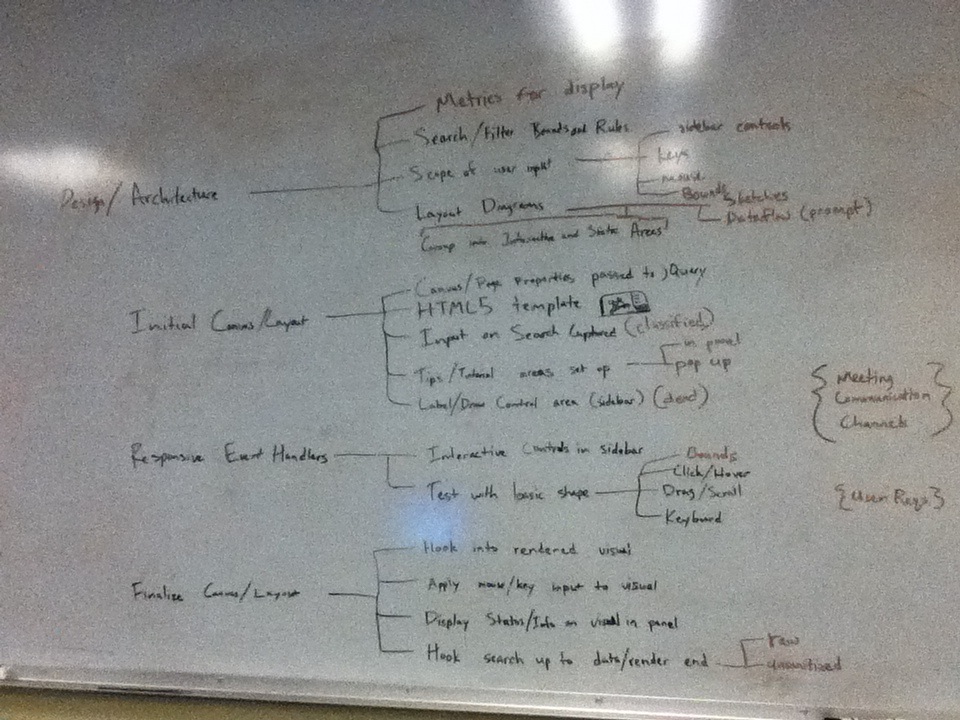 Metrics for display
Search/Filter Bounds and Rules
Scope of user input
sidebar controls
keys
mouse
Bounds
Design/Architecture
Layout Diagrams
Sketches
Dataflow (prompt)
Group into Interactive and Static Areas
Canvas/Page Properties passed to jQuery
HTML5 template
Initial Canvas/Layout
Input on Search Captured (classified)
Tips/Tutorial areas set up
in panel
pop up
Label/Draw Control area (sidebar) (dead)
{ Meeting
Communication
Channels }
Responsive Event Handlers
Interactive Controls in sidebar
Test with basic shape
Bounds
Click/Hover
Drag/Scroll
Keyboard
{User Reqs}
Hook into rendered visual
Finalize Canvas/Layout
Apply mouse/key input to visual
Display Status/Info on visual in panel
Hook search up to data/render end
raw
quantized